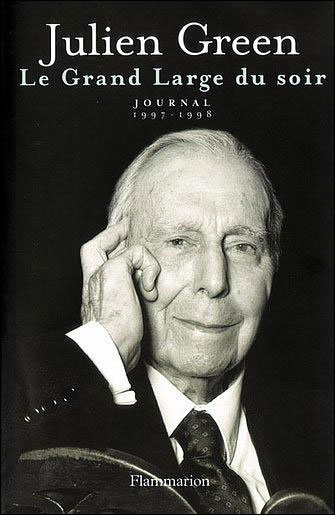 Julien Green
Le Grand Large du soir
JOURNAL
1997-1998
Flammarion